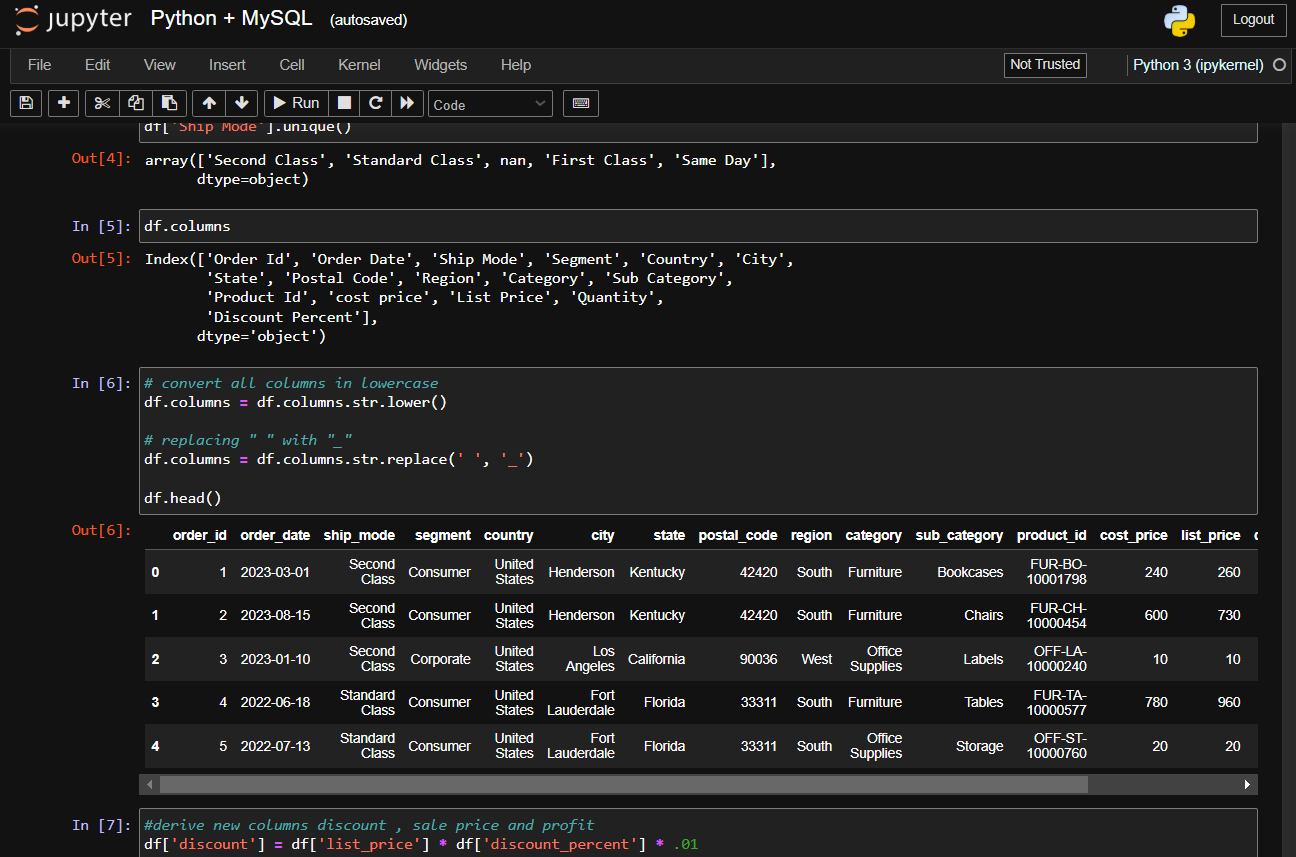 jupyter Python + MySQL (autosaved) Logout
File Edit View Insert Cell Kernel Widgets Help Not Trusted Python 3 (ipykernel)
Run Code
df['Ship Mode'].unique()
Out[4]: array(['Second Class', 'Standard Class', nan, 'First Class', 'Same Day'],
dtype=object)
In [5]: df.columns
Out[5]: Index(['Order Id', 'Order Date', 'Ship Mode', 'Segment', 'Country', 'City',
'State', 'Postal Code', 'Region', 'Category', 'Sub Category',
'Product Id', 'cost price', 'List Price', 'Quantity',
'Discount Percent'],
dtype='object')
In [6]: # convert all columns in lowercase
df.columns = df.columns.str.lower()
# replacing " " with "_"
df.columns = df.columns.str.replace(' ', '_')
df.head()
Out[6]:
order_id order_date ship_mode segment country city state postal_code region category sub_category product_id cost_price list_price
0 1 2023-03-01 Second Class Consumer United States Henderson Kentucky 42420 South Furniture Bookcases FUR-BO-10001798 240 260
1 2 2023-08-15 Second Class Consumer United States Henderson Kentucky 42420 South Furniture Chairs FUR-CH-10000454 600 730
2 3 2023-01-10 Second Class Corporate United States Los Angeles California 90036 West Office Supplies Labels OFF-LA-10000240 10 10
3 4 2022-06-18 Standard Class Consumer United States Fort Lauderdale Florida 33311 South Furniture Tables FUR-TA-10000577 780 960
4 5 2022-07-13 Standard Class Consumer United States Fort Lauderdale Florida 33311 South Office Supplies Storage OFF-ST-10000760 20 20
In [7]: #derive new columns discount , sale price and profit
df['discount'] = df['list_price'] * df['discount_percent'] * .01